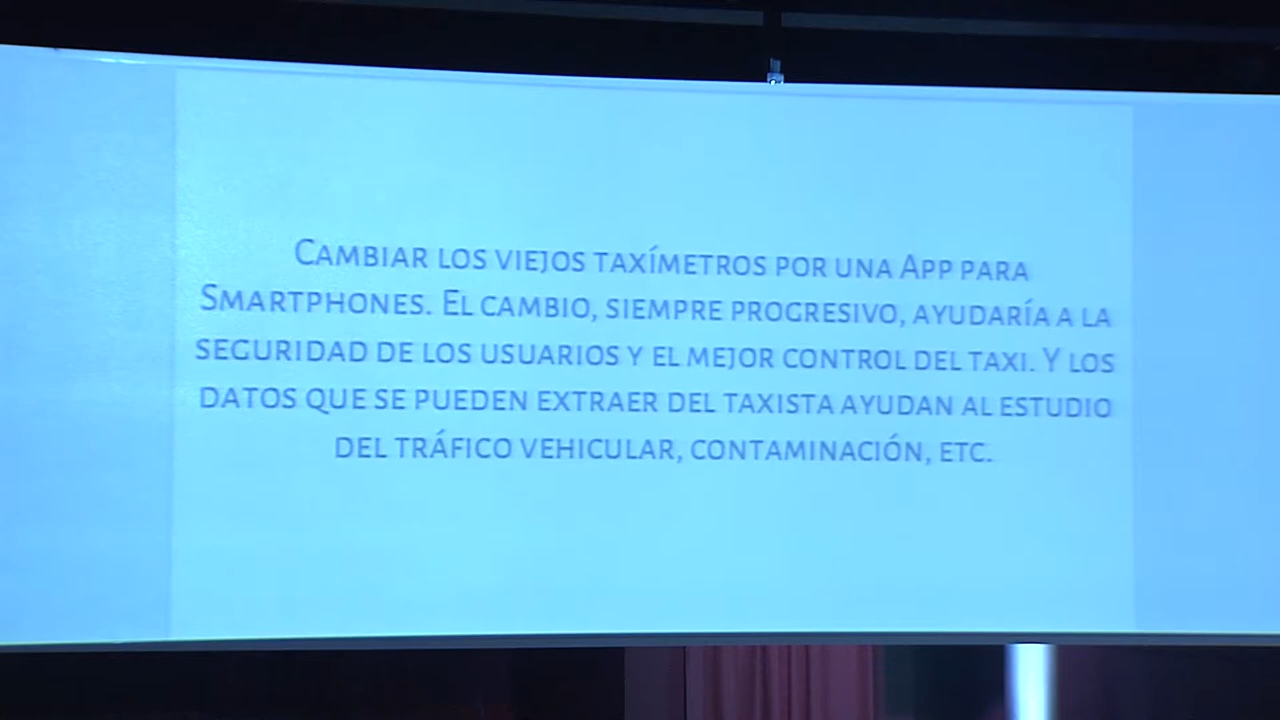 Cambiar los viejos taxímetros por una App para
Smartphones. El cambio, siempre progresivo, ayudaría a la
seguridad de los usuarios y el mejor control del taxi. Y los
datos que se pueden extraer del taxista ayudan al estudio
del tráfico vehicular, contaminación, etc.